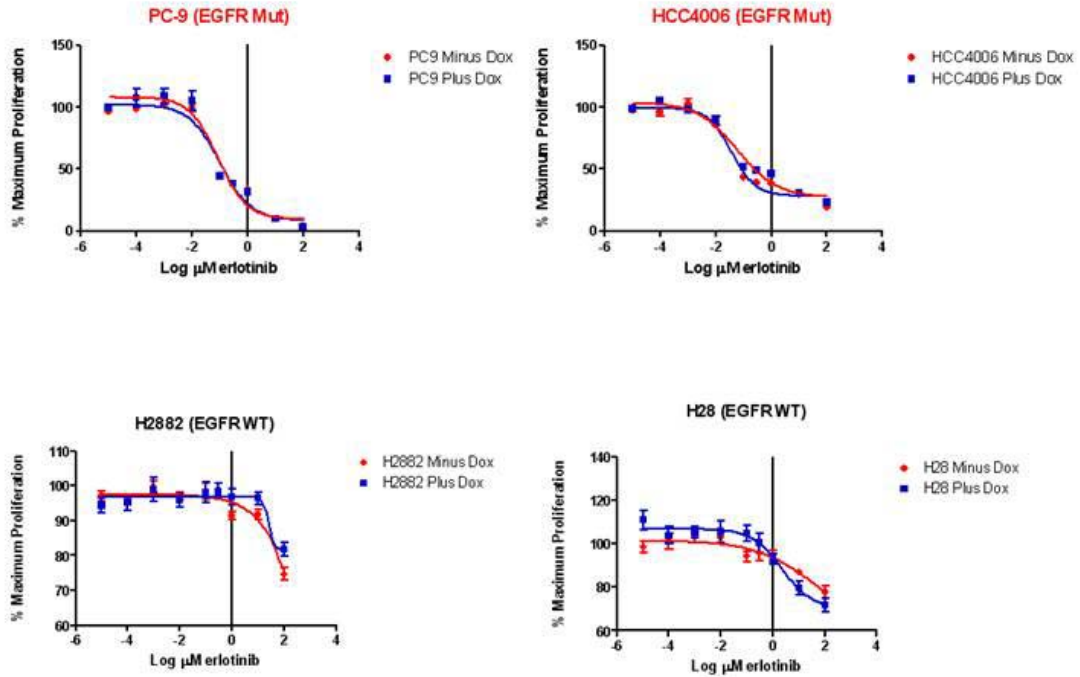 PC-9 (EGFR Mut)
150
100
50
0
-6 -4 -2 0 2 4
% Maximum Proliferation
Log μM erlotinib
PC9 Minus Dox
PC9 Plus Dox
HCC4006 (EGFR Mut)
150
100
50
0
-6 -4 -2 0 2 4
% Maximum Proliferation
Log μM erlotinib
HCC4006 Minus Dox
HCC4006 Plus Dox
H2882 (EGFR WT)
110
100
90
80
70
60
-6 -4 -2 0 2 4
% Maximum Proliferation
Log μM erlotinib
H2882 Minus Dox
H2882 Plus Dox
H28 (EGFR WT)
140
120
100
80
60
-6 -4 -2 0 2 4
% Maximum Proliferation
Log μM erlotinib
H28 Minus Dox
H28 Plus Dox